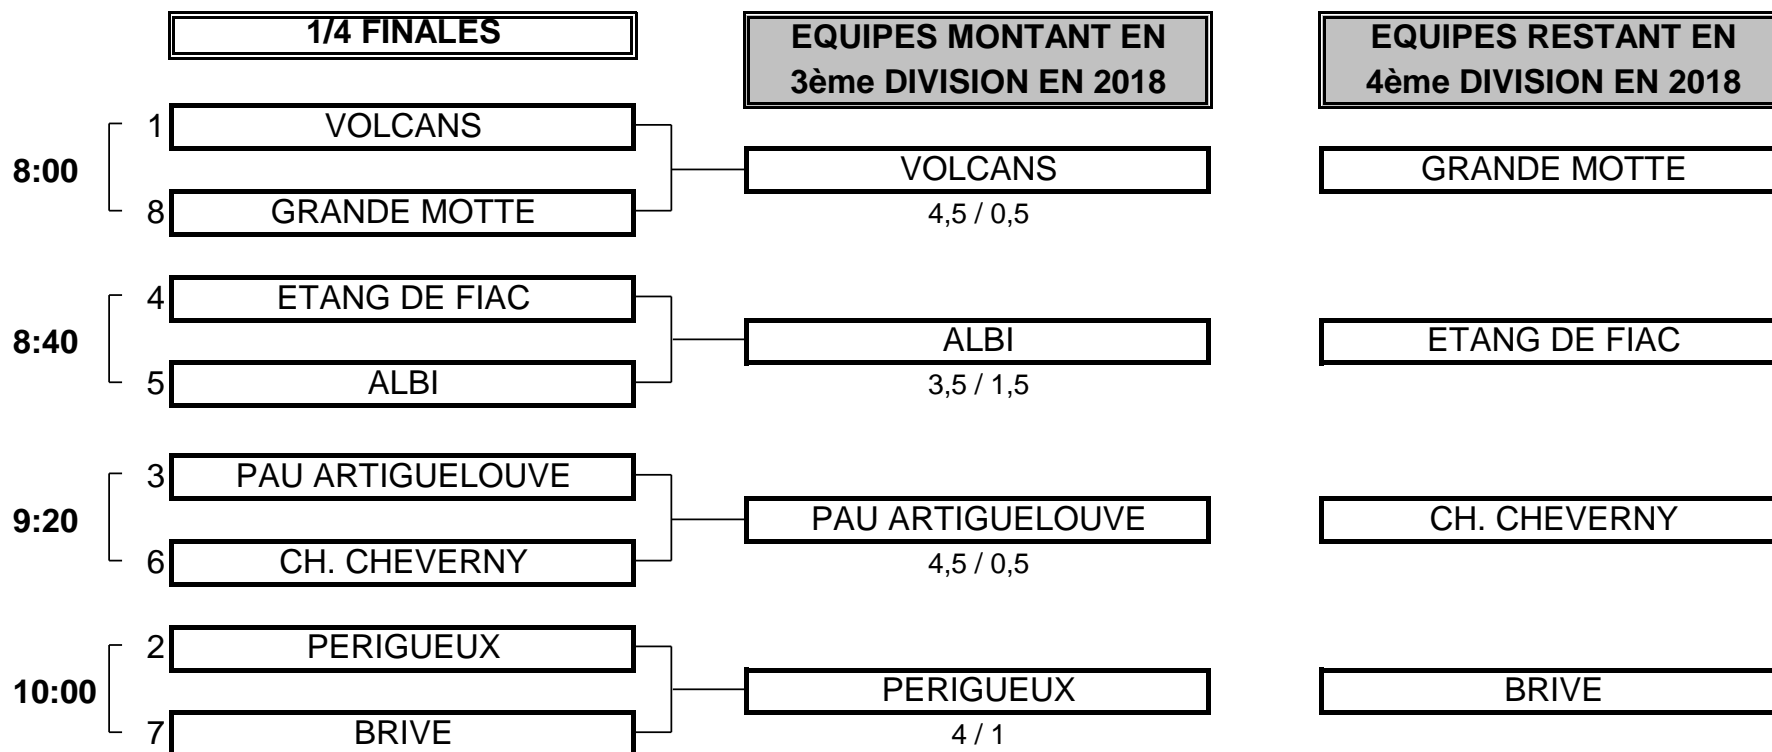 1/4 FINALES
EQUIPES MONTANT EN
3ème DIVISION EN 2018
EQUIPES RESTANT EN
4ème DIVISION EN 2018
8:00
1 VOLCANS
8 GRANDE MOTTE
VOLCANS
4,5 / 0,5
GRANDE MOTTE
8:40
4 ETANG DE FIAC
5 ALBI
ALBI
3,5 / 1,5
ETANG DE FIAC
9:20
3 PAU ARTIGUELOUVE
6 CH. CHEVERNY
PAU ARTIGUELOUVE
4,5 / 0,5
CH. CHEVERNY
10:00
2 PERIGUEUX
7 BRIVE
PERIGUEUX
4 / 1
BRIVE